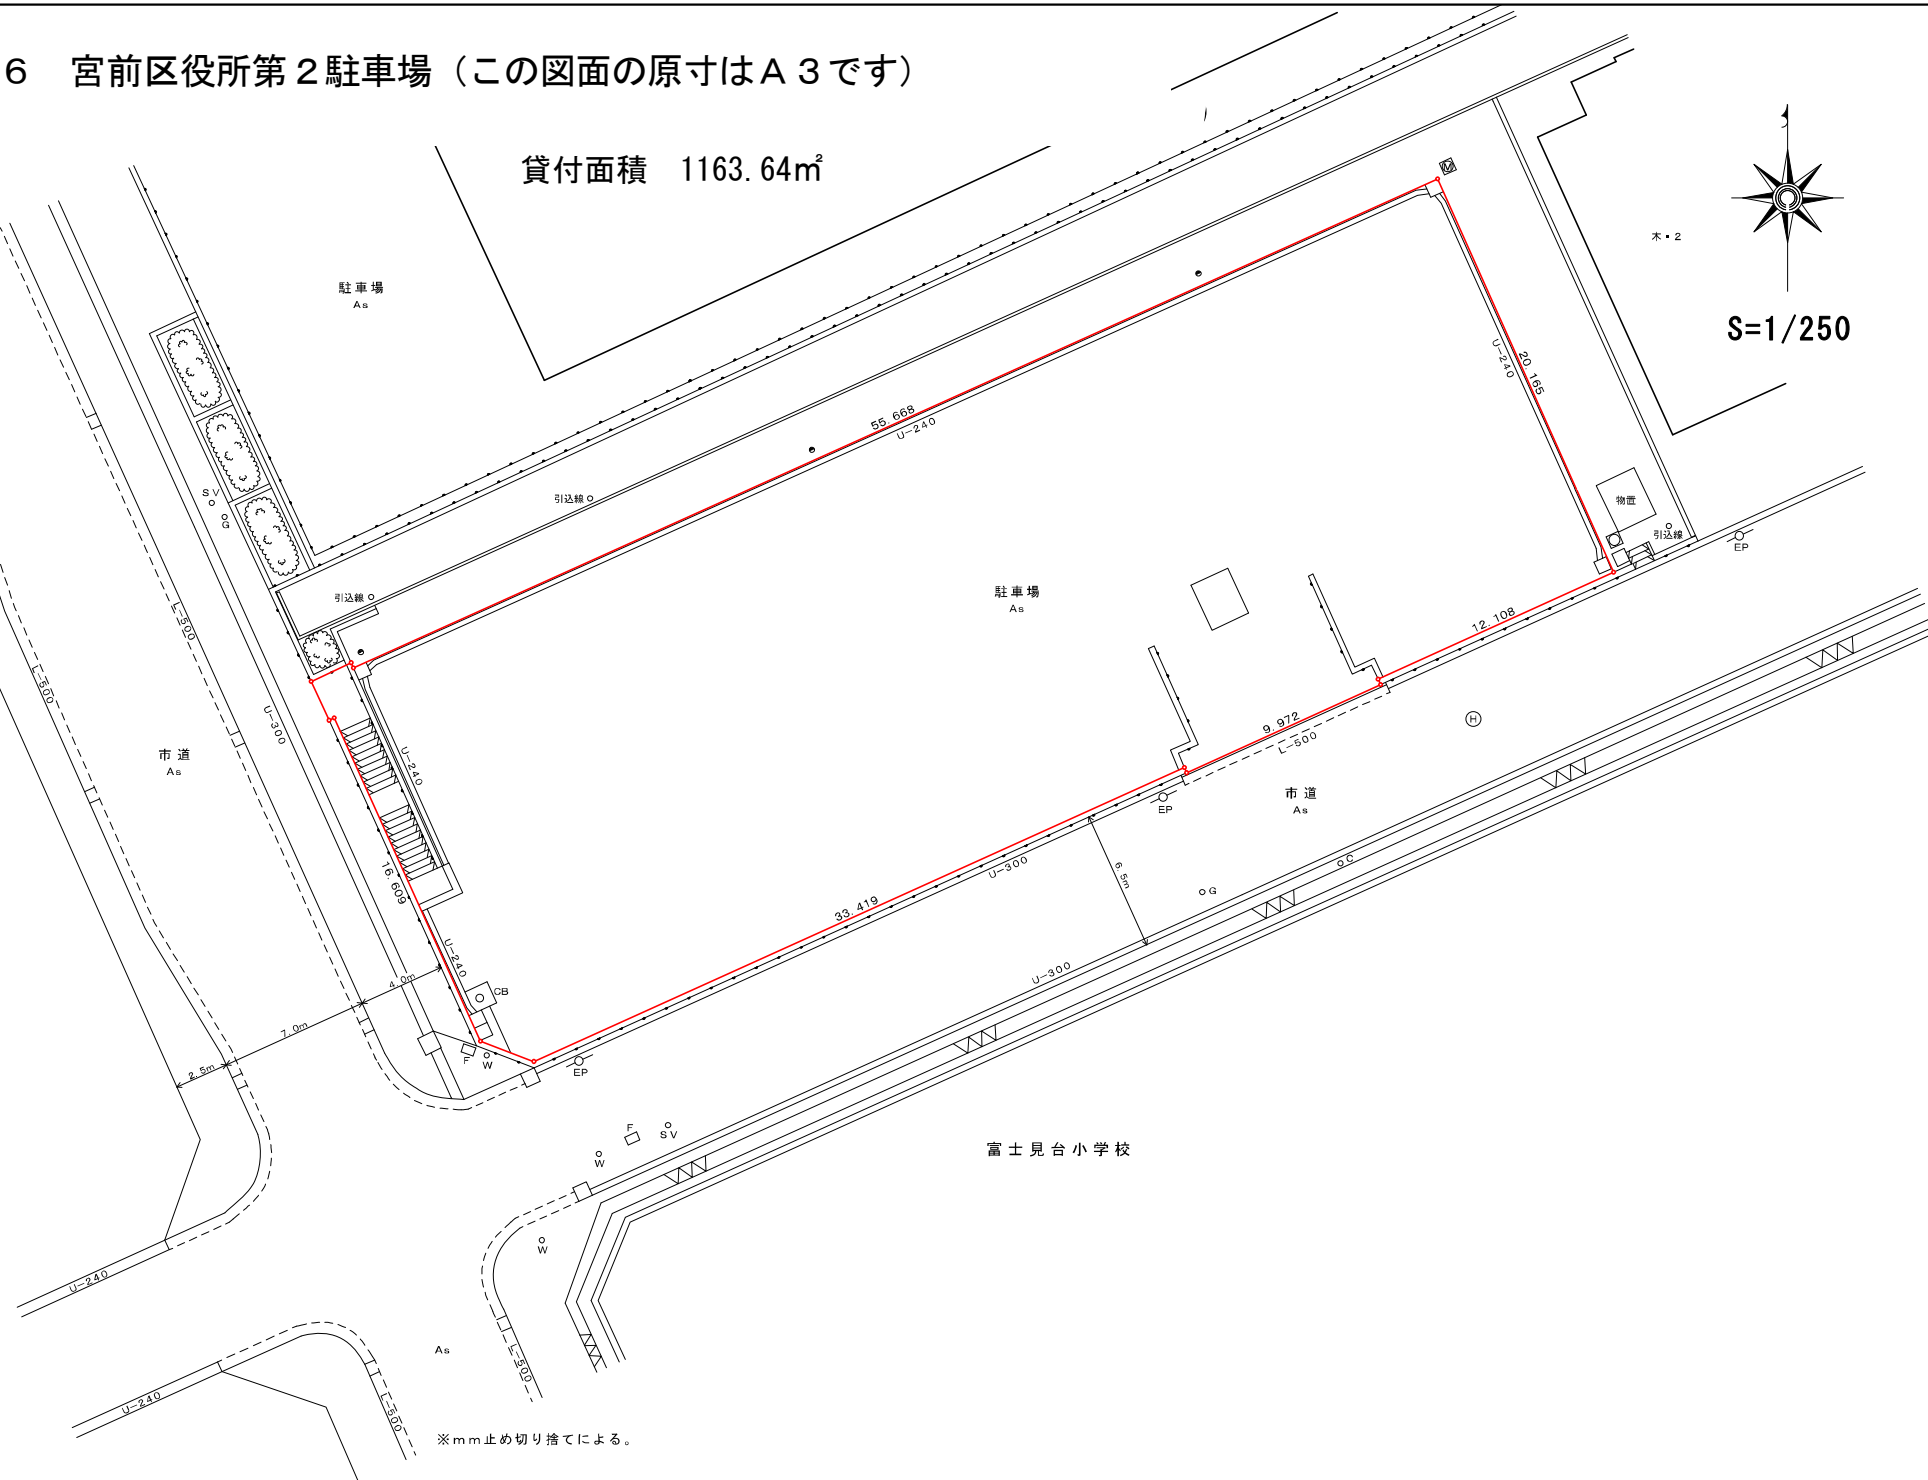 6　宮前区役所第2駐車場（この図面の原寸はA3です）
貸付面積　1163.64㎡
M
木・2
S=1/250
駐車場
As
U-240
20.165
55.668
U-240
引込線
SV
G
物置
引込線
EP
引込線
駐車場
As
12.108
L-500
L-500
U-300
9.972
L-500
H
市道
As
U-240
市道
As
EP
6.5m
C
G
U-300
16.609
33.419
U-240
CB
U-300
4.0m
7.0m
2.5m
F
W
EP
F
SV
W
富士見台小学校
W
U-240
As
L-500
U-240
L-500
※mm止め切り捨てによる。